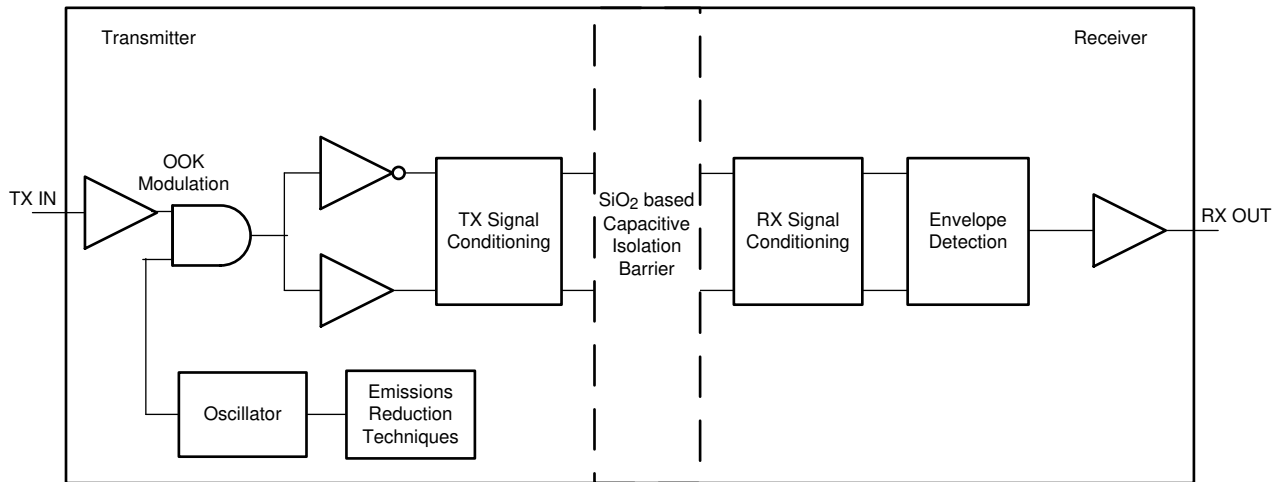 Transmitter
Receiver
OOK
Modulation
TX IN
TX Signal
Conditioning
SiO2 based
Capacitive
Isolation
Barrier
RX Signal
Conditioning
Envelope
Detection
RX OUT
Oscillator
Emissions
Reduction
Techniques